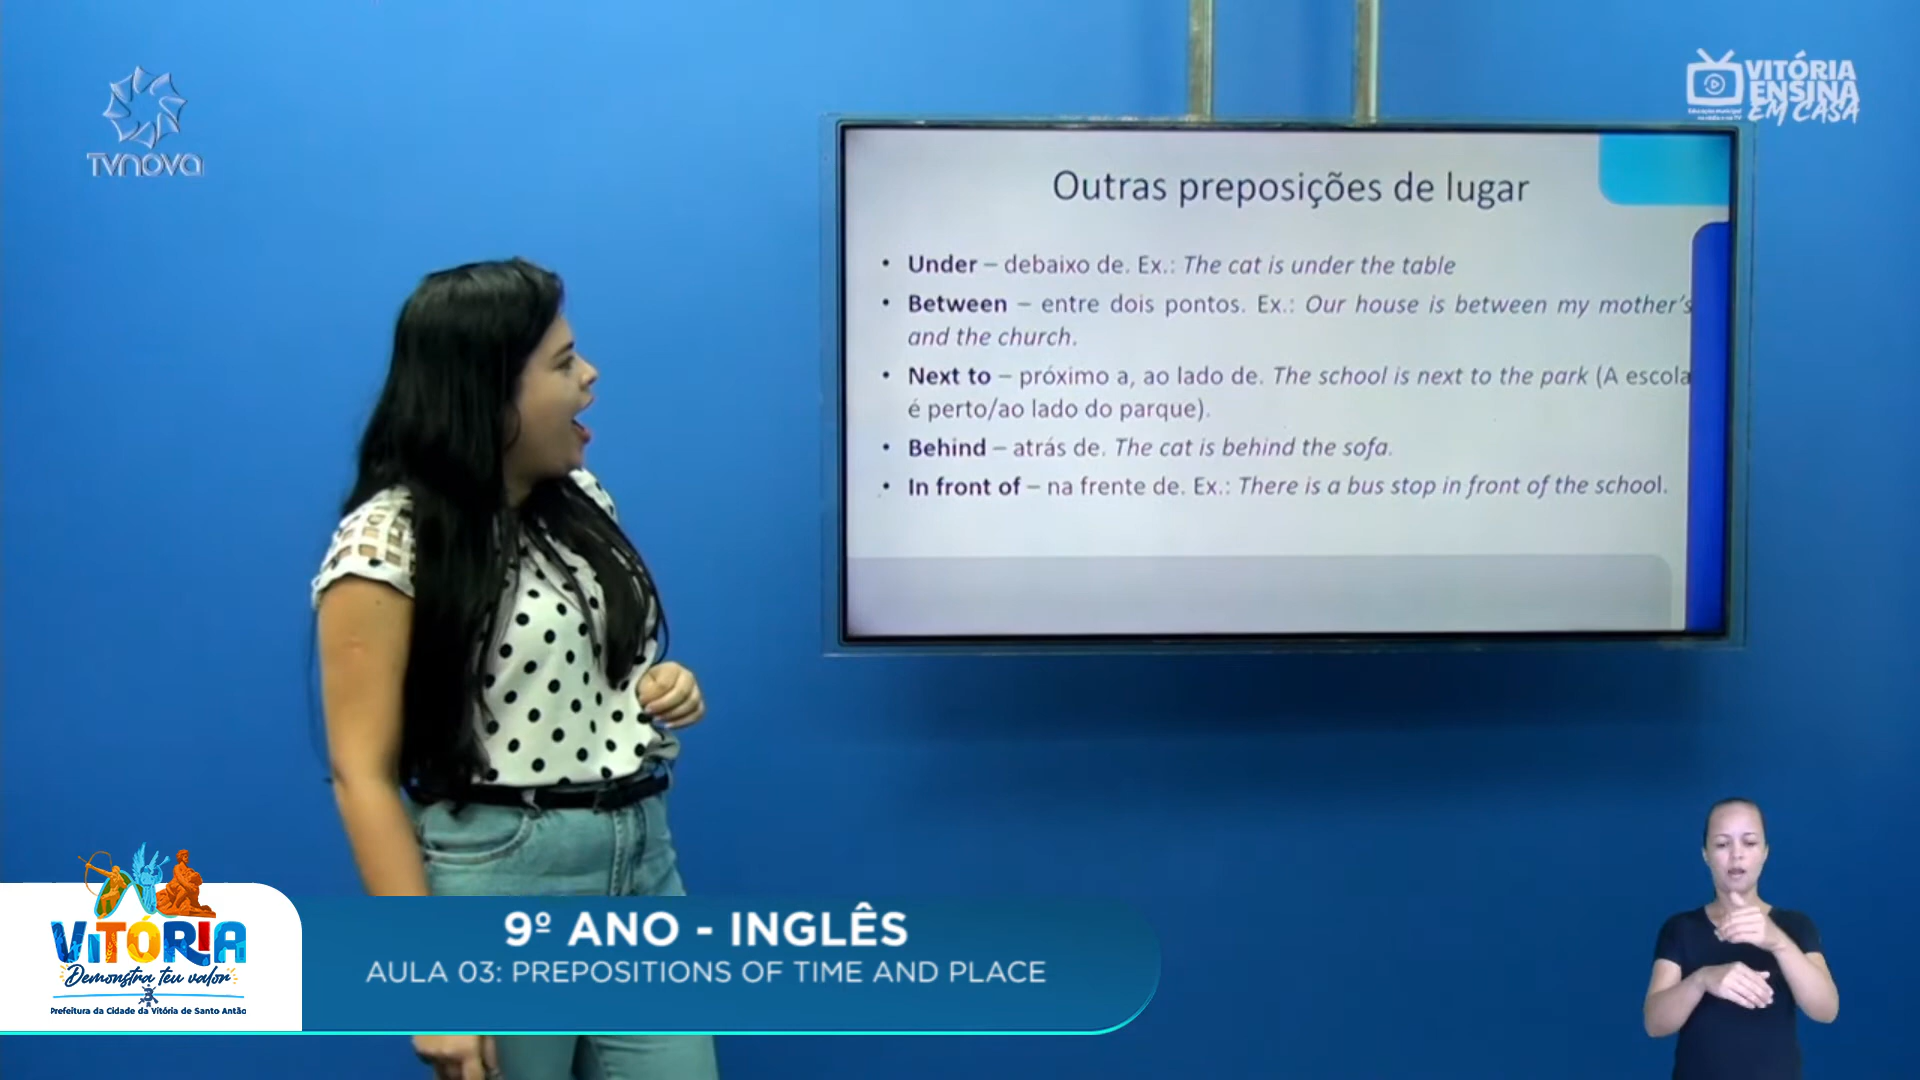 TVNOVA
VITÓRIA
ENSINA
EM CASA
Outras preposições de lugar
• Under – debaixo de. Ex.: The cat is under the table
• Between – entre dois pontos. Ex.: Our house is between my mother's
and the church.
• Next to – próximo a, ao lado de. The school is next to the park (A escola
é perto/ao lado do parque).
• Behind – atrás de. The cat is behind the sofa.
• In front of – na frente de. Ex.: There is a bus stop in front of the school.
VITÓRIA
Demonstra teu valor
Prefeitura da Cidade da Vitória de Santo Antão
9º ANO - INGLÊS
AULA 03: PREPOSITIONS OF TIME AND PLACE